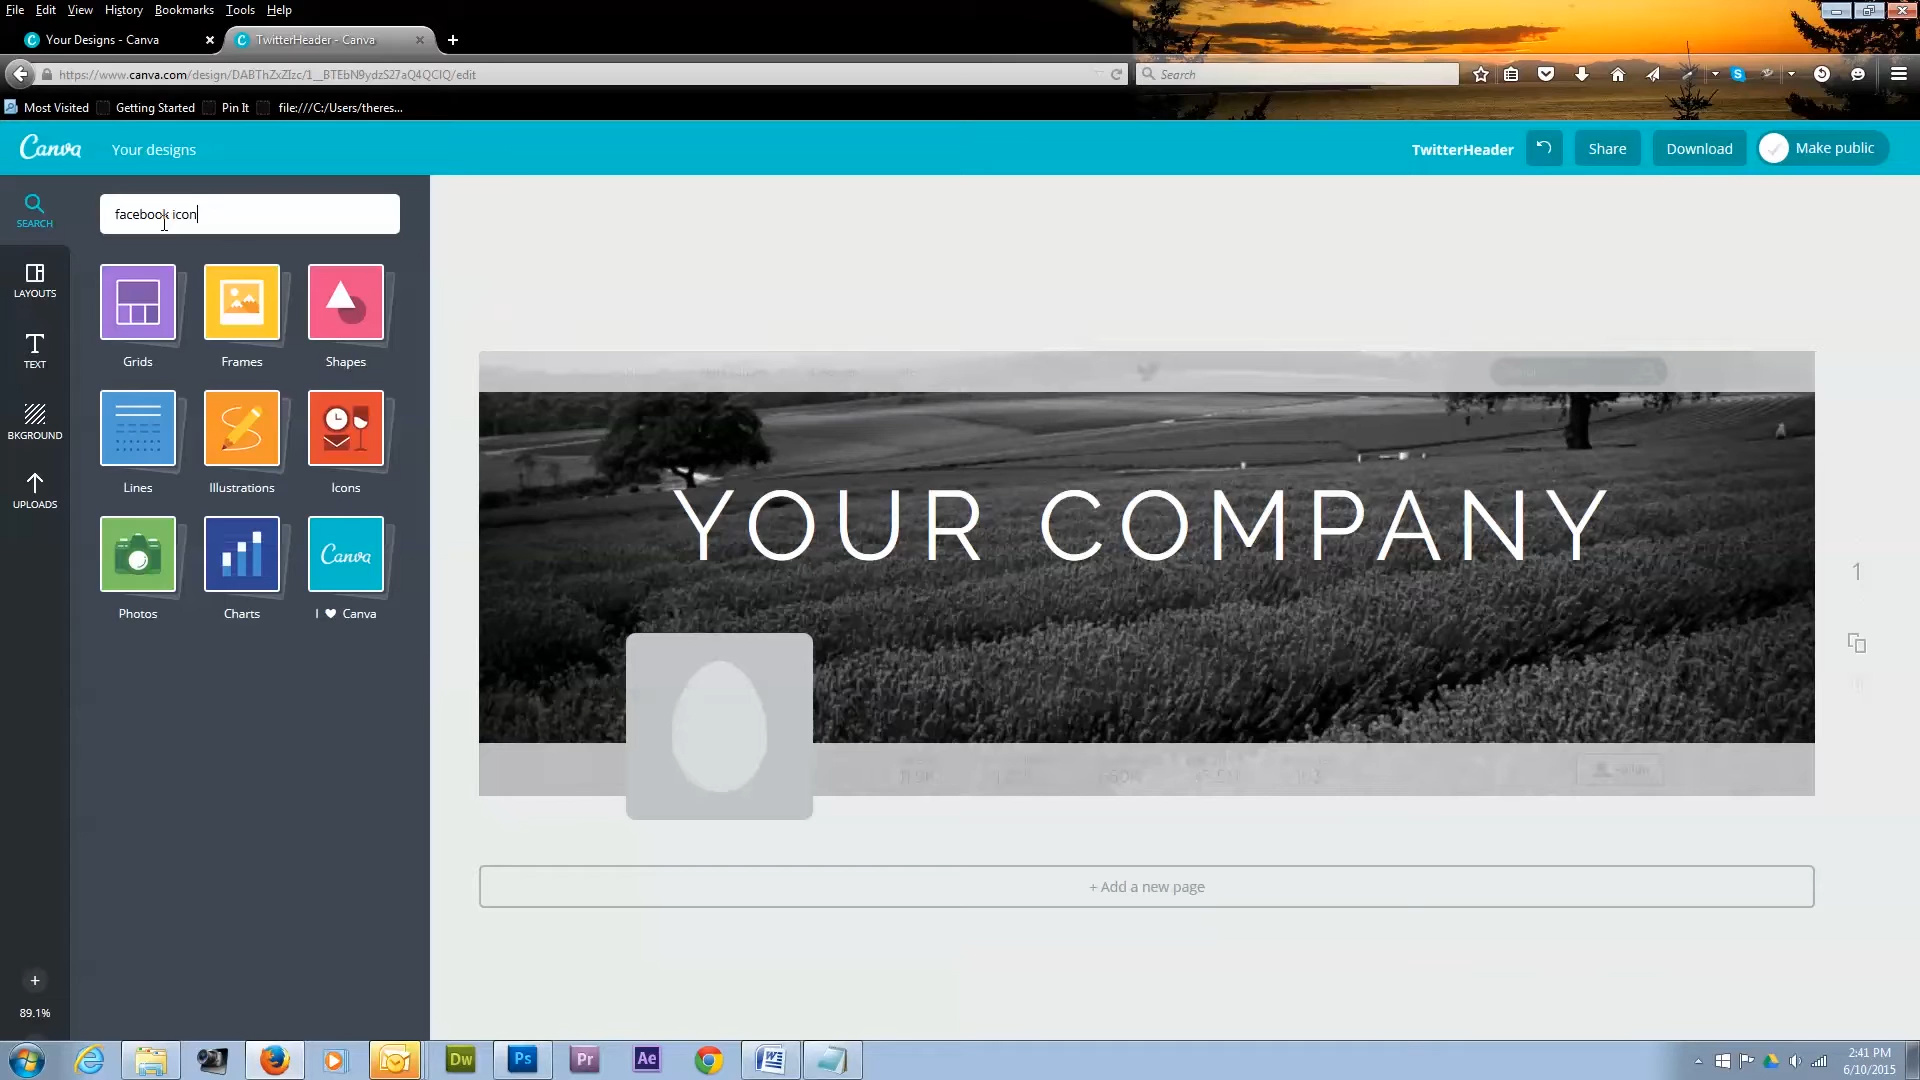 File Edit View History Bookmarks Tools Help
Your Designs - Canva
TwitterHeader - Canva
https://www.canva.com/design/DABThZxZIzc/1__BTEbN9ydzS27aQ4QCIQ/edit
Search
Most Visited Getting Started Pin It file:///C:/Users/theres...
Canva Your designs TwitterHeader Share Download Make public
SEARCH
facebook icon
LAYOUTS
TEXT
BKGROUND
UPLOADS
Grids Frames Shapes
Lines Illustrations Icons
Canva
Photos Charts I ♥ Canva
YOUR COMPANY
1
+ Add a new page
+
89.1%
Dw Ps Pr Ae
2:41 PM
6/10/2015